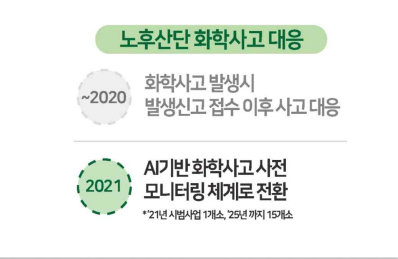 노후산단 화학사고 대응
~2020
화학사고 발생시
발생신고 접수 이후 사고 대응
2021
AI기반 화학사고 사전
모니터링 체계로 전환
*'21년 시범사업 1개소, '25년 까지 15개소